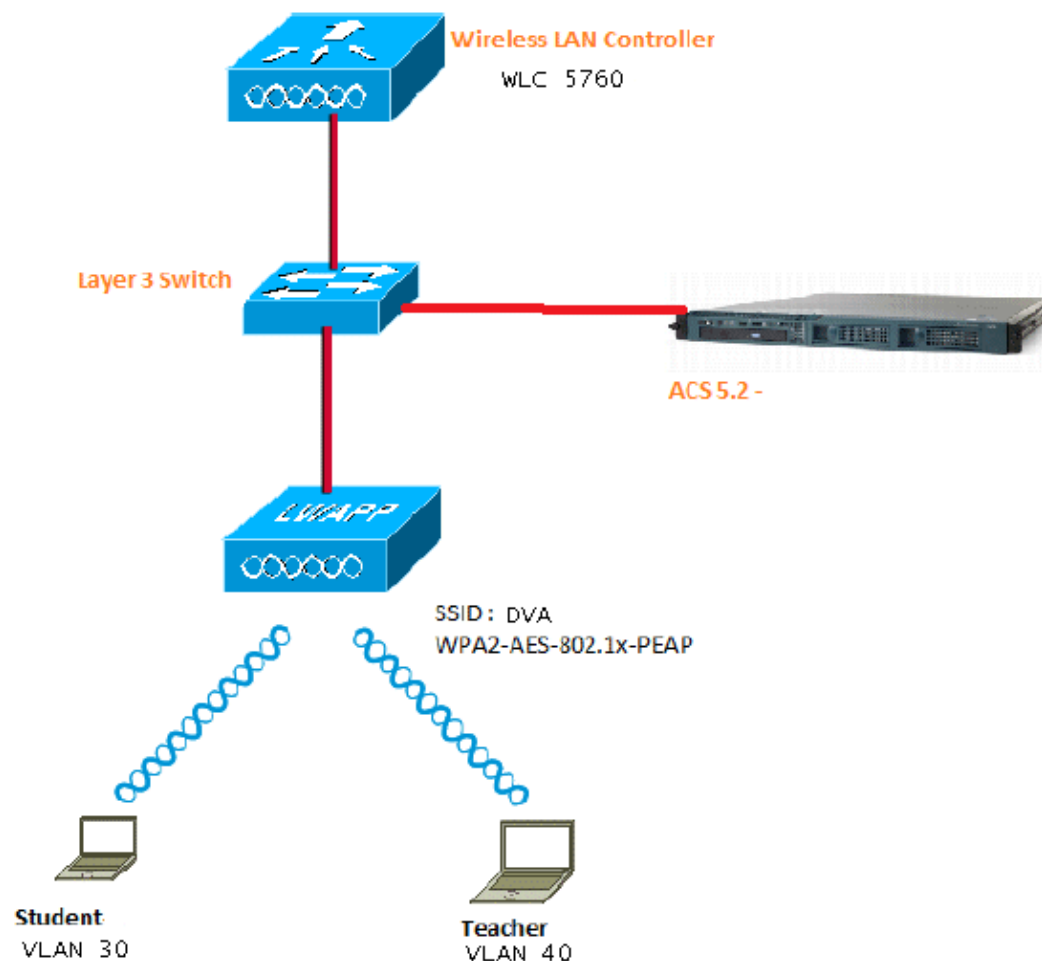 Wireless LAN Controller
WLC 5760
Layer 3 Switch
ACS 5.2 -
LWAPP
SSID : DVA
WPA2-AES-802.1x-PEAP
Student
VLAN 30
Teacher
VLAN 40